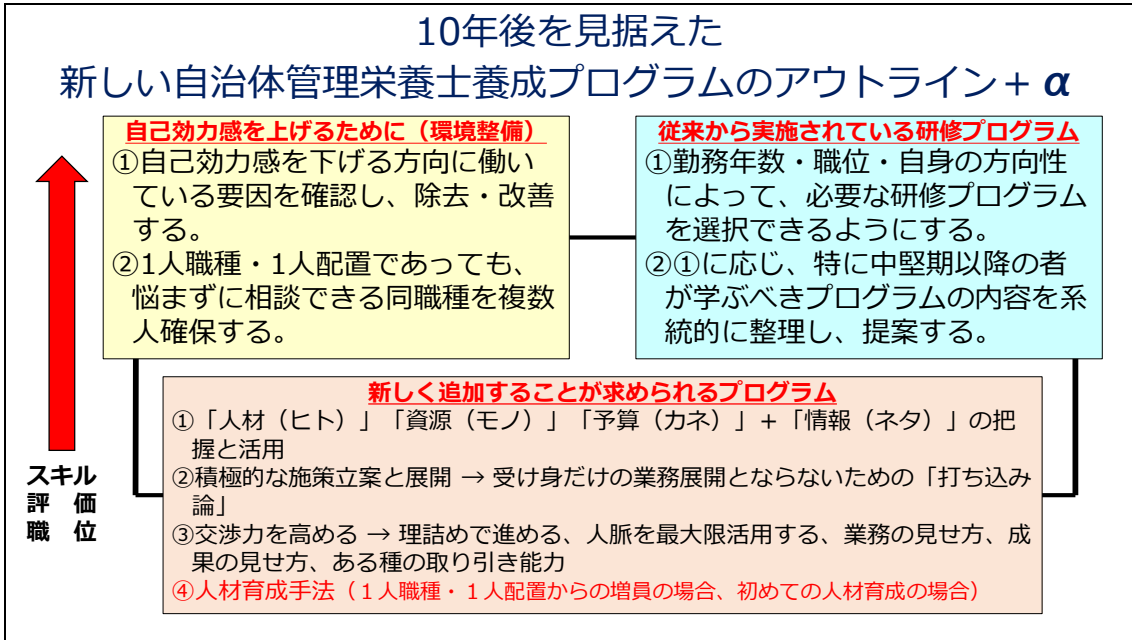 10年後を見据えた
新しい自治体管理栄養士養成プログラムのアウトライン+ α
自己効力感を上げるために（環境整備）
①自己効力感を下げる方向に働い
ている要因を確認し、除去・改善
する。
②1人職種・1人配置であっても、
悩まずに相談できる同職種を複数
人確保する。
従来から実施されている研修プログラム
①勤務年数・職位・自身の方向性
によって、必要な研修プログラム
を選択できるようにする。
②①に応じ、特に中堅期以降の者
が学ぶべきプログラムの内容を系
統的に整理し、提案する。
スキル
評　価
職　位
新しく追加することが求められるプログラム
①「人材（ヒト）」「資源（モノ）」「予算（カネ）」+「情報（ネタ）」の把
握と活用
②積極的な施策立案と展開 → 受け身だけの業務展開とならないための「打ち込み
論」
③交渉力を高める → 理詰めで進める、人脈を最大限活用する、業務の見せ方、成
果の見せ方、ある種の取り引き能力
④人材育成手法（１人職種・１人配置からの増員の場合、初めての人材育成の場合）